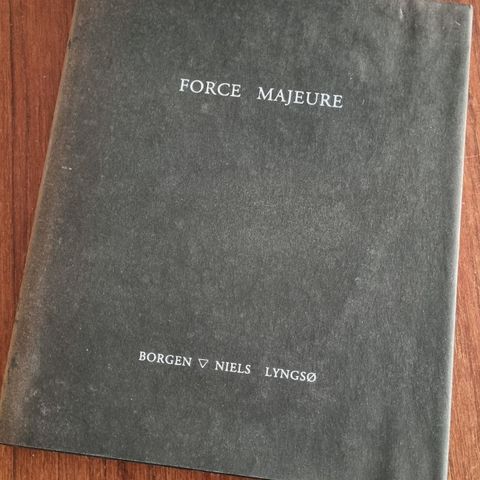 FORCE MAJEURE
BORGEN ▽ NIELS LYNGSØ